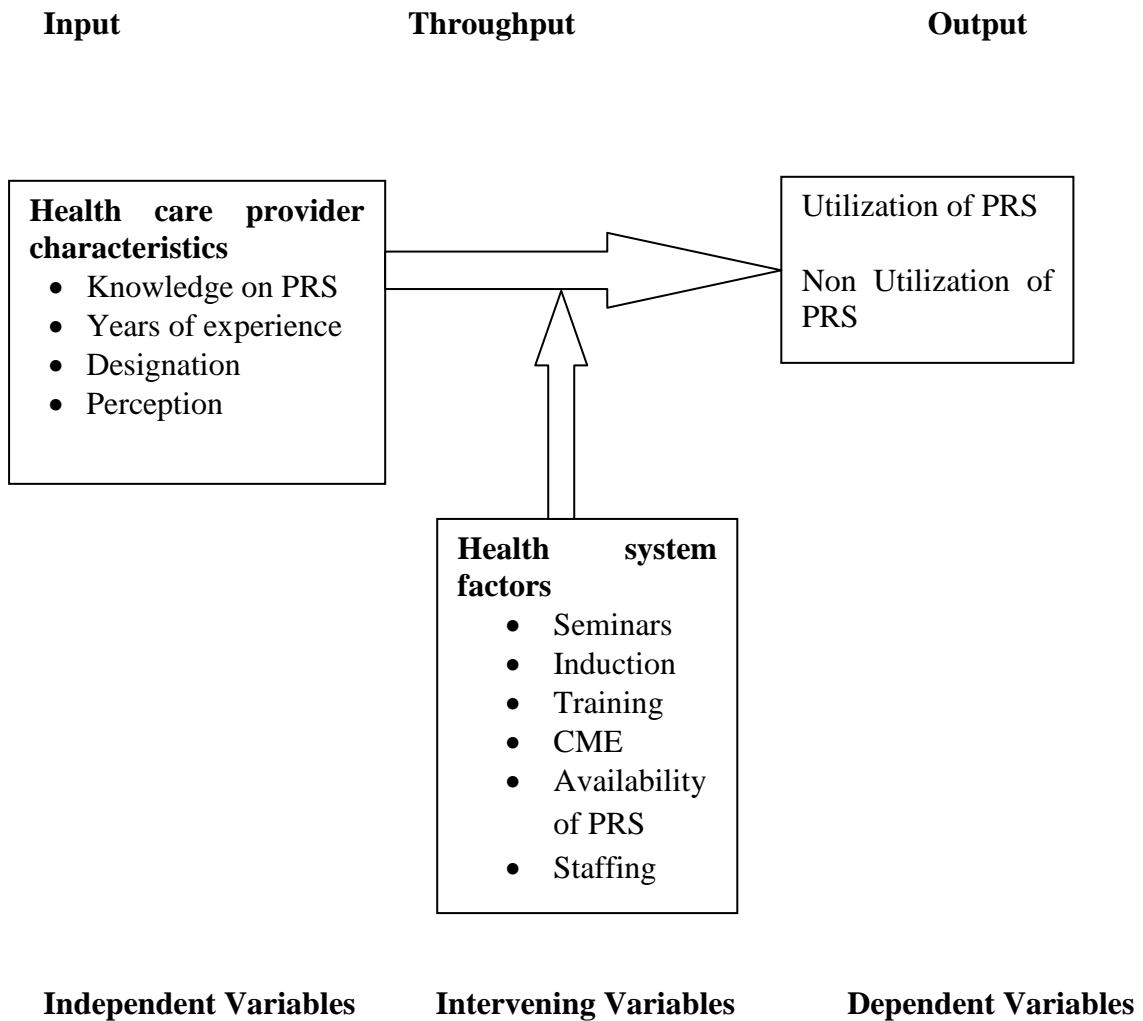 Input Throughput Output
Health care provider
characteristics
• Knowledge on PRS
• Years of experience
• Designation
• Perception
Utilization of PRS
Non Utilization of
PRS
Health system
factors
• Seminars
• Induction
• Training
• CME
• Availability
of PRS
• Staffing
Independent Variables Intervening Variables Dependent Variables